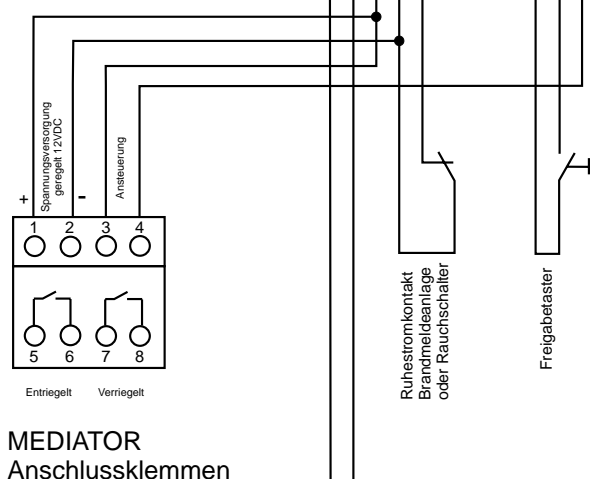 Spannungsversorgung
geregelt 12VDC
Ansteuerung
+ -
1 2 3 4
5 6 7 8
Entriegelt Verriegelt
Ruhestromkontakt
Brandmeldeanlage
oder Rauchschalter
Freigabetaster
MEDIATOR
Anschlussklemmen